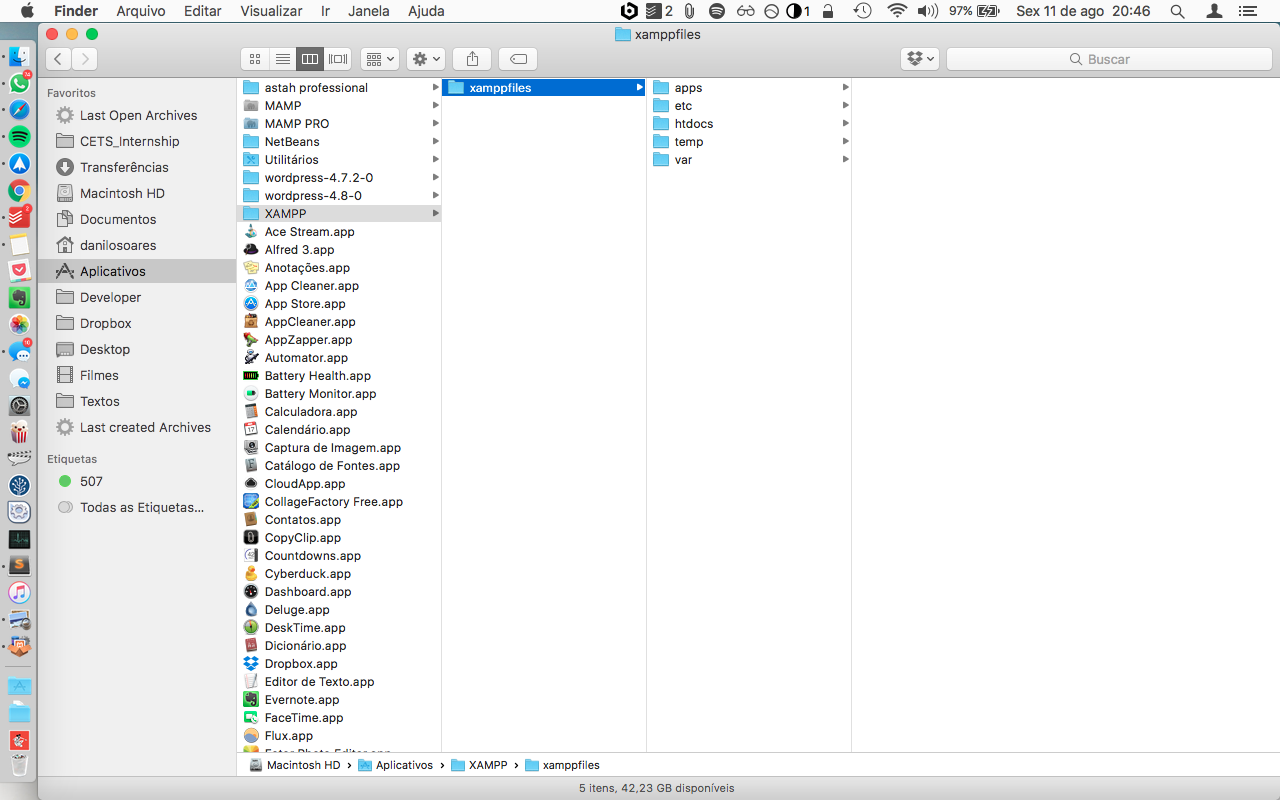 Finder Arquivo Editar Visualizar Ir Janela Ajuda 2 1 97% Sex 11 de ago 20:46
xamppfiles
Buscar
Favoritos
Last Open Archives
CETS_Internship
Transferências
Macintosh HD
Documentos
danilosoares
Aplicativos
Developer
Dropbox
Desktop
Filmes
Textos
Last created Archives
Etiquetas
507
Todas as Etiquetas...
astah professional
MAMP
MAMP PRO
NetBeans
Utilitários
wordpress-4.7.2-0
wordpress-4.8-0
XAMPP
Ace Stream.app
Alfred 3.app
Anotações.app
App Cleaner.app
App Store.app
AppCleaner.app
AppZapper.app
Automator.app
Battery Health.app
Battery Monitor.app
Calculadora.app
Calendário.app
Captura de Imagem.app
Catálogo de Fontes.app
CloudApp.app
CollageFactory Free.app
Contatos.app
CopyClip.app
Countdowns.app
Cyberduck.app
Dashboard.app
Deluge.app
DeskTime.app
Dicionário.app
Dropbox.app
Editor de Texto.app
Evernote.app
FaceTime.app
Flux.app
xamppfiles
apps
etc
htdocs
temp
var
Macintosh HD › Aplicativos › XAMPP › xamppfiles
5 itens, 42,23 GB disponíveis